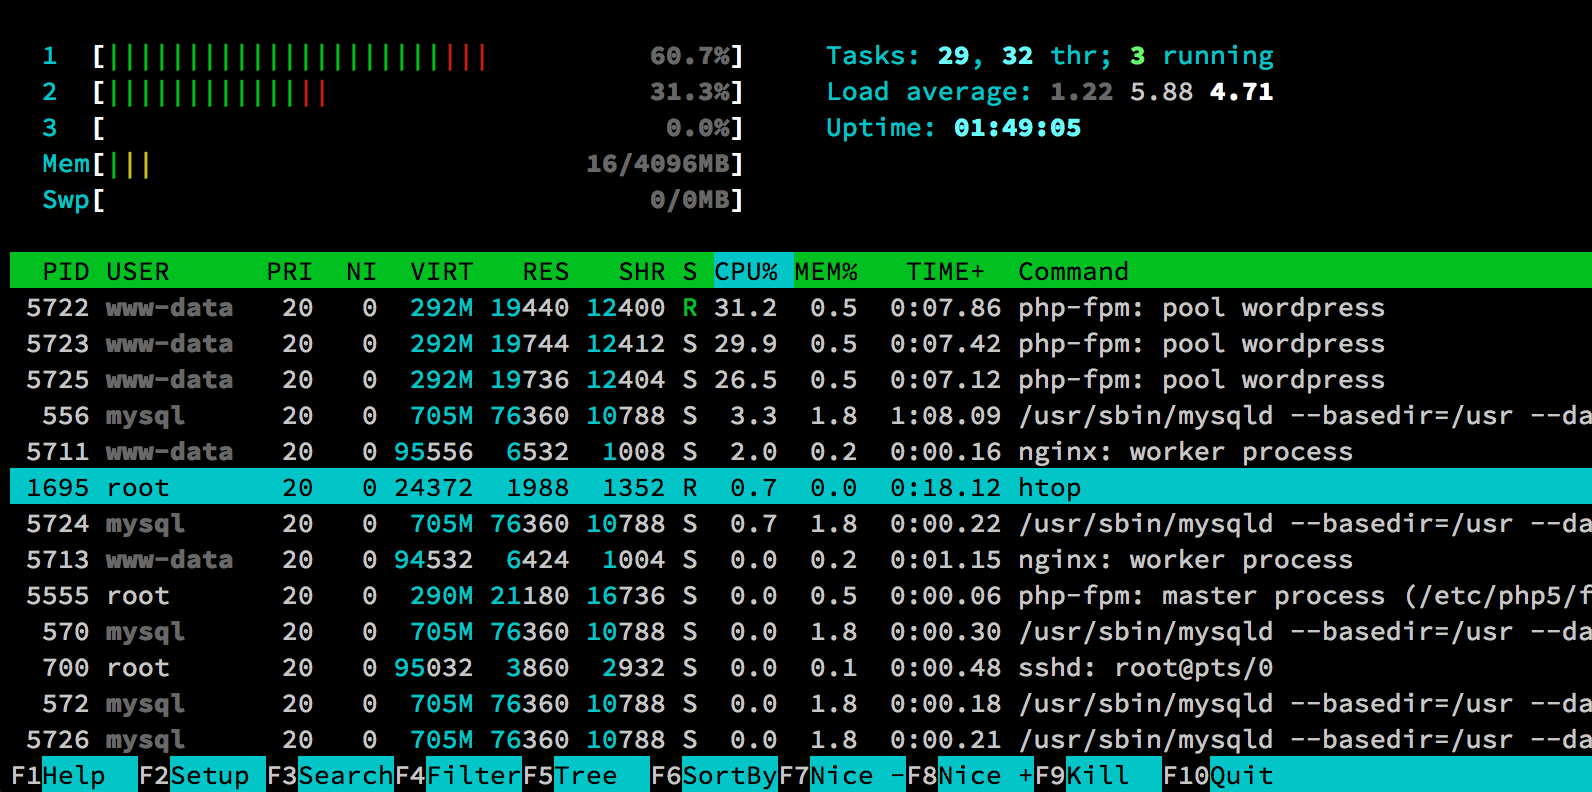 1 [||||||||||||||||||||||||60.7%] Tasks: 29, 32 thr; 3 running
2 [||||||||||||||31.3%] Load average: 1.22 5.88 4.71
3 [0.0%] Uptime: 01:49:05
Mem[|||16/4096MB]
Swp[0/0MB]
PID USER PRI NI VIRT RES SHR S CPU% MEM% TIME+ Command
5722 www-data 20 0 292M 19440 12400 R 31.2 0.5 0:07.86 php-fpm: pool wordpress
5723 www-data 20 0 292M 19744 12412 S 29.9 0.5 0:07.42 php-fpm: pool wordpress
5725 www-data 20 0 292M 19736 12404 S 26.5 0.5 0:07.12 php-fpm: pool wordpress
556 mysql 20 0 705M 76360 10788 S 3.3 1.8 1:08.09 /usr/sbin/mysqld --basedir=/usr --da
5711 www-data 20 0 95556 6532 1008 S 2.0 0.2 0:00.16 nginx: worker process
1695 root 20 0 24372 1988 1352 R 0.7 0.0 0:18.12 htop
5724 mysql 20 0 705M 76360 10788 S 0.7 1.8 0:00.22 /usr/sbin/mysqld --basedir=/usr --da
5713 www-data 20 0 94532 6424 1004 S 0.0 0.2 0:01.15 nginx: worker process
5555 root 20 0 290M 21180 16736 S 0.0 0.5 0:00.06 php-fpm: master process (/etc/php5/f
570 mysql 20 0 705M 76360 10788 S 0.0 1.8 0:00.30 /usr/sbin/mysqld --basedir=/usr --da
700 root 20 0 95032 3860 2932 S 0.0 0.1 0:00.48 sshd: root@pts/0
572 mysql 20 0 705M 76360 10788 S 0.0 1.8 0:00.18 /usr/sbin/mysqld --basedir=/usr --da
5726 mysql 20 0 705M 76360 10788 S 0.0 1.8 0:00.21 /usr/sbin/mysqld --basedir=/usr --da
F1Help F2Setup F3SearchF4FilterF5Tree F6SortByF7Nice -F8Nice +F9Kill F10Quit